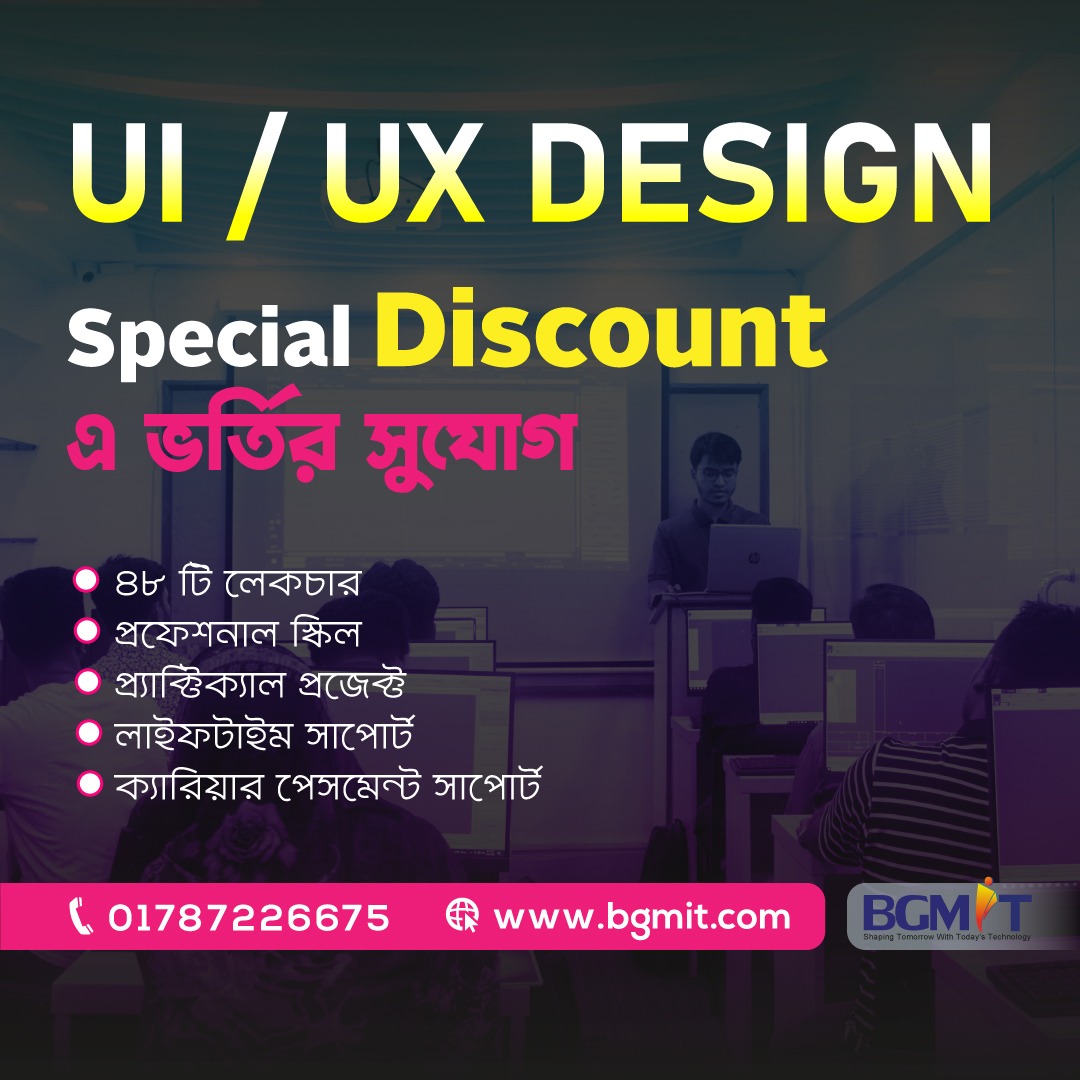 UI / UX DESIGN
Special Discount
এ ভর্তির সুযোগ
৪৮ টি লেকচার
প্রফেশনাল স্কিল
প্র্যাক্টিক্যাল প্রজেক্ট
লাইফটাইম সাপোর্ট
ক্যারিয়ার পেসমেন্ট সাপোর্ট
01787226675 www.bgmit.com
BGMIT
Shaping Tomorrow With Today's Technology